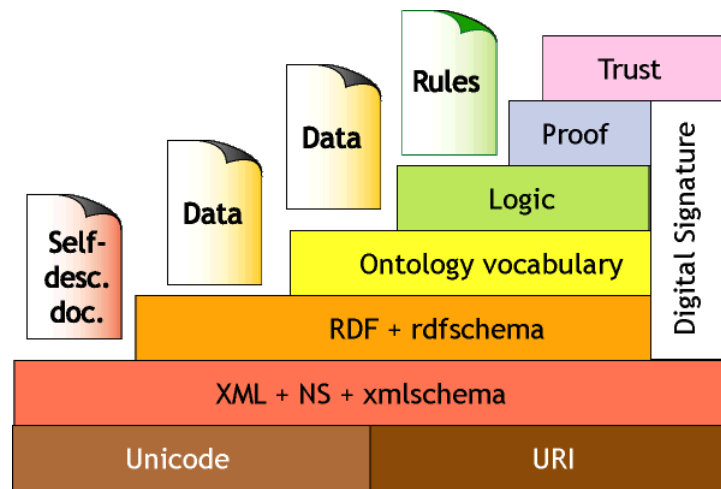 Trust
Rules
Proof
Data
Logic
Data
Digital Signature
Self-
desc.
doc.
Ontology vocabulary
RDF + rdfschema
XML + NS + xmlschema
Unicode
URI